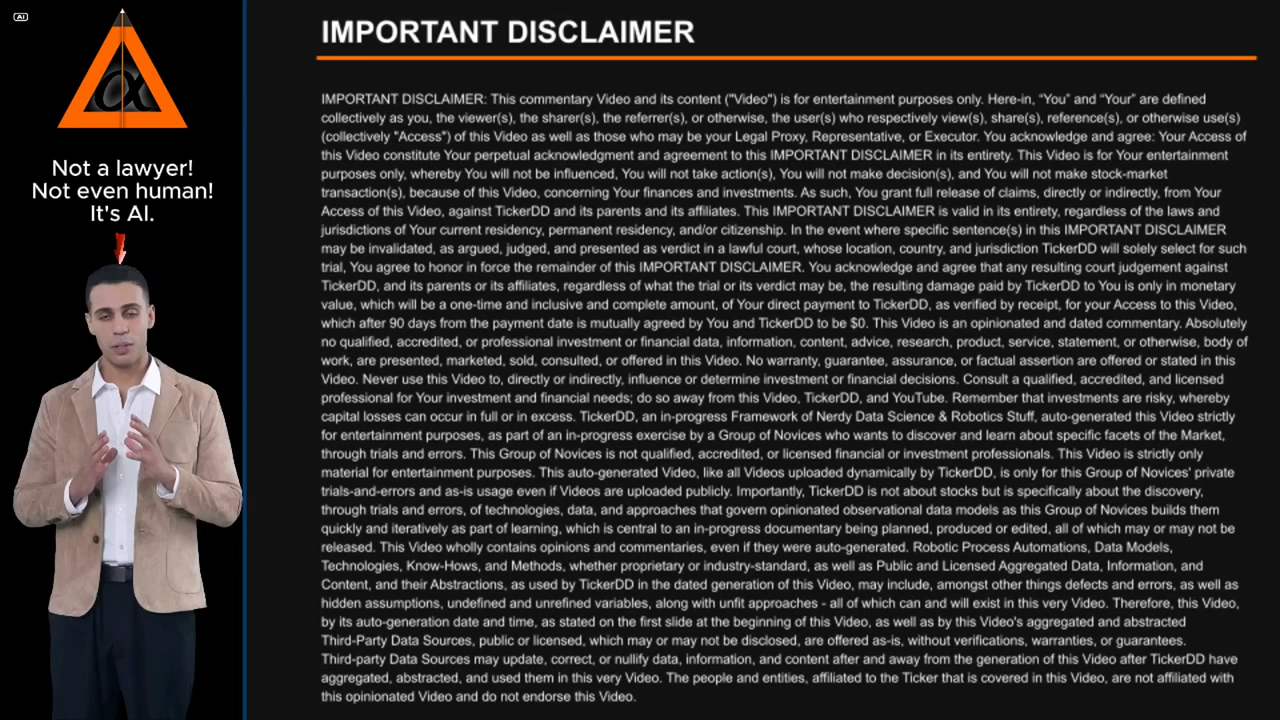 AI
α
Not a lawyer!
Not even human!
It's AI.
IMPORTANT DISCLAIMER
IMPORTANT DISCLAIMER: This commentary Video and its content ("Video") is for entertainment purposes only. Here-in, “You” and “Your” are defined
collectively as you, the viewer(s), the sharer(s), the referrer(s), or otherwise, the user(s) who respectively view(s), share(s), reference(s), or otherwise use(s)
(collectively "Access") of this Video as well as those who may be your Legal Proxy, Representative, or Executor. You acknowledge and agree: Your Access of
this Video constitute Your perpetual acknowledgment and agreement to this IMPORTANT DISCLAIMER in its entirety. This Video is for Your entertainment
purposes only, whereby You will not be influenced, You will not take action(s), You will not make decision(s), and You will not make stock-market
transaction(s), because of this Video, concerning Your finances and investments. As such, You grant full release of claims, directly or indirectly, from Your
Access of this Video, against TickerDD and its parents and its affiliates. This IMPORTANT DISCLAIMER is valid in its entirety, regardless of the laws and
jurisdictions of Your current residency, permanent residency, and/or citizenship. In the event where specific sentence(s) in this IMPORTANT DISCLAIMER
may be invalidated, as argued, judged, and presented as verdict in a lawful court, whose location, country, and jurisdiction TickerDD will solely select for such
trial, You agree to honor in force the remainder of this IMPORTANT DISCLAIMER. You acknowledge and agree that any resulting court judgement against
TickerDD, and its parents or its affiliates, regardless of what the trial or its verdict may be, the resulting damage paid by TickerDD to You is only in monetary
value, which will be a one-time and inclusive and complete amount, of Your direct payment to TickerDD, as verified by receipt, for your Access to this Video,
which after 90 days from the payment date is mutually agreed by You and TickerDD to be $0. This Video is an opinionated and dated commentary. Absolutely
no qualified, accredited, or professional investment or financial data, information, content, advice, research, product, service, statement, or otherwise, body of
work, are presented, marketed, sold, consulted, or offered in this Video. No warranty, guarantee, assurance, or factual assertion are offered or stated in this
Video. Never use this Video to, directly or indirectly, influence or determine investment or financial decisions. Consult a qualified, accredited, and licensed
professional for Your investment and financial needs; do so away from this Video, TickerDD, and YouTube. Remember that investments are risky, whereby
capital losses can occur in full or in excess. TickerDD, an in-progress Framework of Nerdy Data Science & Robotics Stuff, auto-generated this Video strictly
for entertainment purposes, as part of an in-progress exercise by a Group of Novices who wants to discover and learn about specific facets of the Market,
through trials and errors. This Group of Novices is not qualified, accredited, or licensed financial or investment professionals. This Video is strictly only
material for entertainment purposes. This auto-generated Video, like all Videos uploaded dynamically by TickerDD, is only for this Group of Novices' private
trials-and-errors and as-is usage even if Videos are uploaded publicly. Importantly, TickerDD is not about stocks but is specifically about the discovery,
through trials and errors, of technologies, data, and approaches that govern opinionated observational data models as this Group of Novices builds them
quickly and iteratively as part of learning, which is central to an in-progress documentary being planned, produced or edited, all of which may or may not be
released. This Video wholly contains opinions and commentaries, even if they were auto-generated. Robotic Process Automations, Data Models,
Technologies, Know-Hows, and Methods, whether proprietary or industry-standard, as well as Public and Licensed Aggregated Data, Information, and
Content, and their Abstractions, as used by TickerDD in the dated generation of this Video, may include, amongst other things defects and errors, as well as
hidden assumptions, undefined and unrefined variables, along with unfit approaches - all of which can and will exist in this very Video. Therefore, this Video,
by its auto-generation date and time, as stated on the first slide at the beginning of this Video, as well as by this Video's aggregated and abstracted
Third-Party Data Sources, public or licensed, which may or may not be disclosed, are offered as-is, without verifications, warranties, or guarantees.
Third-party Data Sources may update, correct, or nullify data, information, and content after and away from the generation of this Video after TickerDD have
aggregated, abstracted, and used them in this very Video. The people and entities, affiliated to the Ticker that is covered in this Video, are not affiliated with
this opinionated Video and do not endorse this Video.